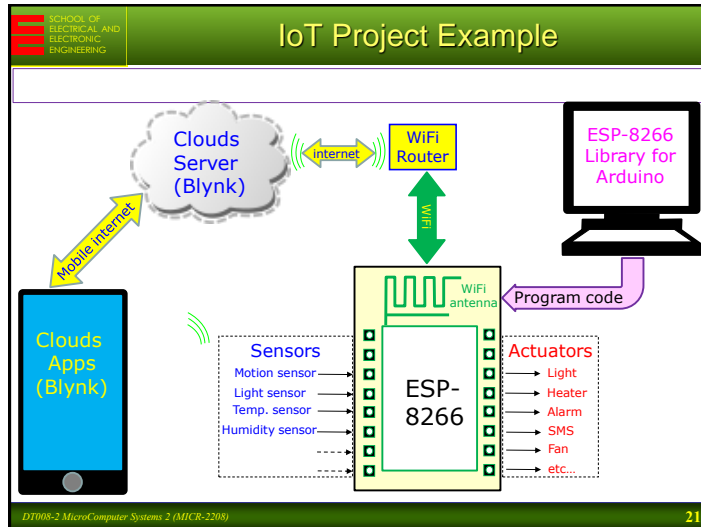 SCHOOL OF
ELECTRICAL AND
ELECTRONIC
ENGINEERING
IoT Project Example
Clouds
Server
(Blynk)
internet
WiFi
Router
ESP-8266
Library for
Arduino
Mobile internet
WiFi
WiFi
antenna
Program code
Clouds
Apps
(Blynk)
Sensors
Motion sensor
Light sensor
Temp. sensor
Humidity sensor
ESP-
8266
Actuators
Light
Heater
Alarm
SMS
Fan
etc...
DT008-2 MicroComputer Systems 2 (MICR-2208)
21